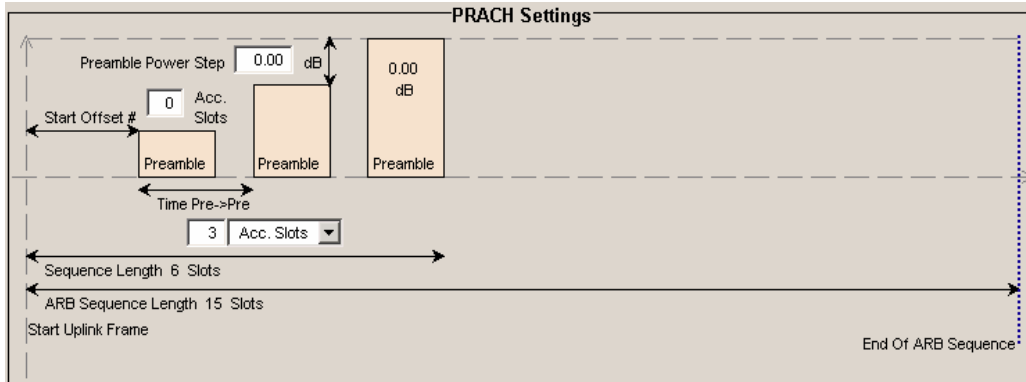 PRACH Settings
Preamble Power Step 0.00 dB
0.00
dB
0 Acc.
Slots
Start Offset #
Preamble
Preamble
Preamble
Time Pre->Pre
3 Acc. Slots
Sequence Length 6 Slots
ARB Sequence Length 15 Slots
Start Uplink Frame
End Of ARB Sequence